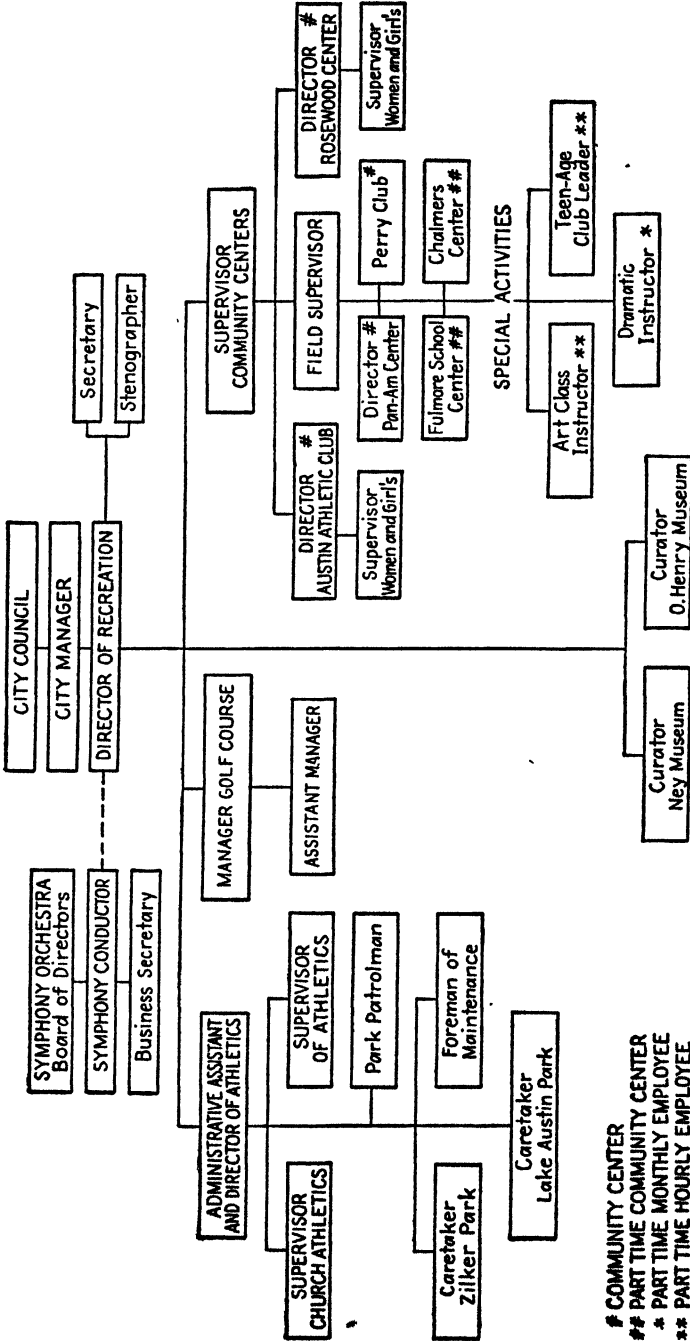 CITY COUNCIL
CITY MANAGER
DIRECTOR OF RECREATION
Secretary
Stenographer
SYMPHONY ORCHESTRA
Board of Directors
SYMPHONY CONDUCTOR
Business Secretary
ADMINISTRATIVE ASSISTANT
AND DIRECTOR OF ATHLETICS
SUPERVISOR
CHURCH ATHLETICS
SUPERVISOR
OF ATHLETICS
Park Patrolman
Caretaker
Zilker Park
Foreman of
Maintenance
Caretaker
Lake Austin Park
MANAGER GOLF COURSE
ASSISTANT MANAGER
SUPERVISOR
COMMUNITY CENTERS
DIRECTOR #
AUSTIN ATHLETIC CLUB
Supervisor
Women and Girl's
FIELD SUPERVISOR
DIRECTOR #
ROSEWOOD CENTER
Supervisor
Women and Girl's
Director #
Pan-Am Center
Perry Club #
Fulmore School
Center ##
Chalmers
Center ##
SPECIAL ACTIVITIES
Art Class
Instructor **
Teen-Age
Club Leader **
Dramatic
Instructor *
Curator
Ney Museum
Curator
O. Henry Museum
# COMMUNITY CENTER
## PART TIME COMMUNITY CENTER
* PART TIME MONTHLY EMPLOYEE
** PART TIME HOURLY EMPLOYEE